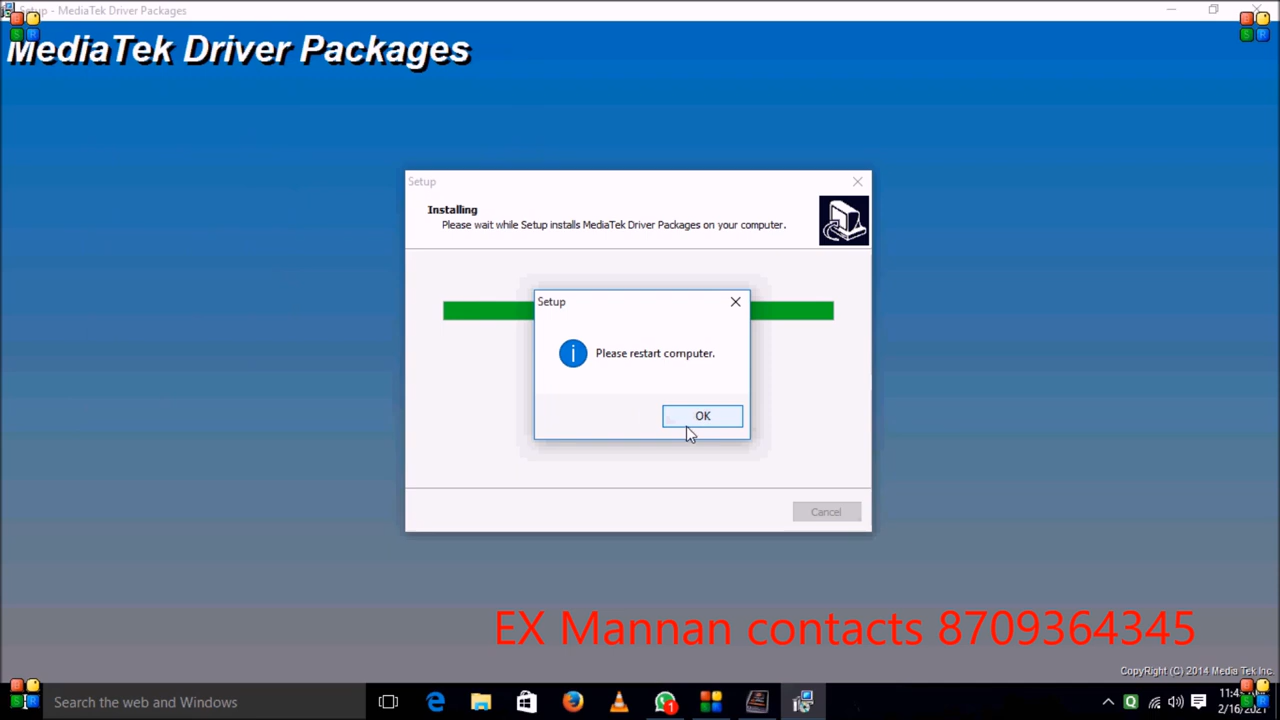 Setup - MediaTek Driver Packages
MediaTek Driver Packages
Setup
Installing
Please wait while Setup installs MediaTek Driver Packages on your computer.
Setup
Please restart computer.
OK
Cancel
EX Mannan contacts 8709364345
CopyRight (C) 2014 Media Tek Inc
Search the web and Windows